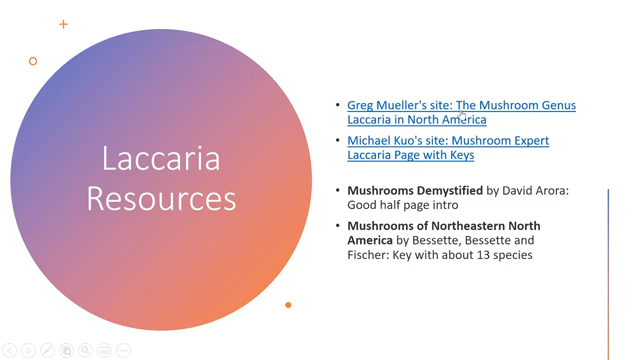 Laccaria
Resources
• Greg Mueller's site: The Mushroom Genus
Laccaria in North America
• Michael Kuo's site: Mushroom Expert
Laccaria Page with Keys
• Mushrooms Demystified by David Arora:
Good half page intro
• Mushrooms of Northeastern North
America by Bessette, Bessette and
Fischer: Key with about 13 species